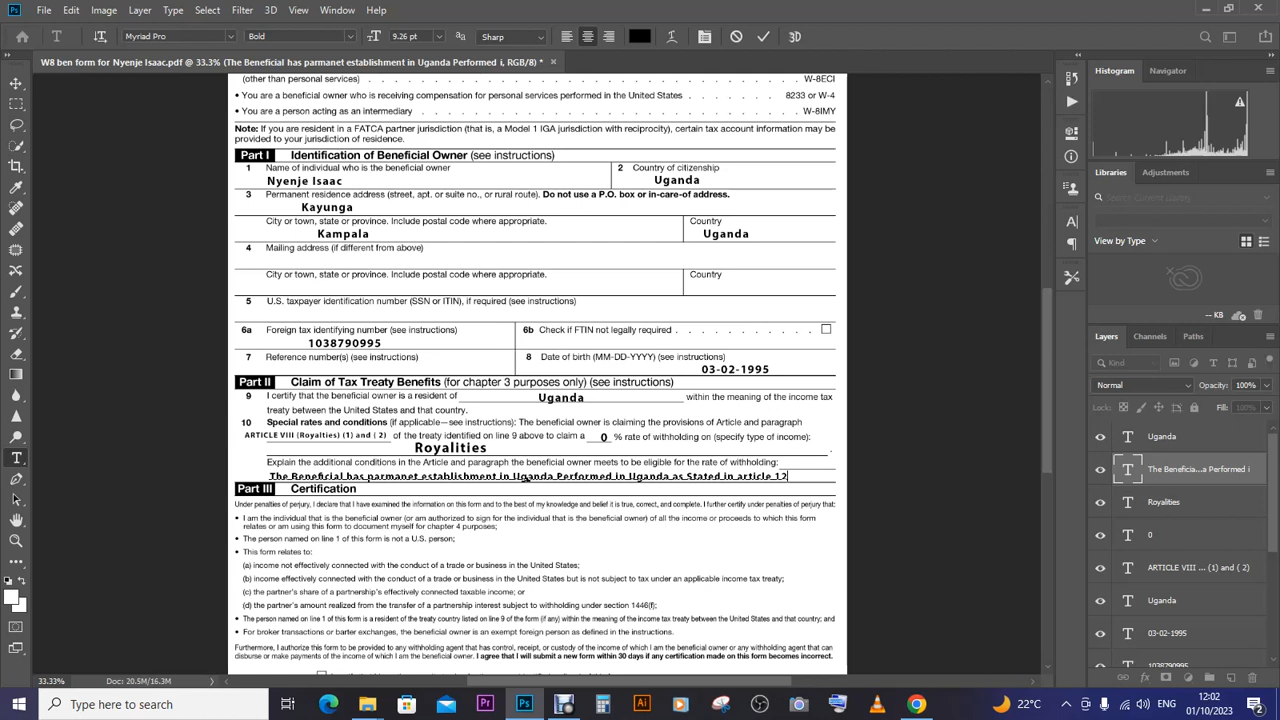 File Edit Image Layer Type Select Filter 3D View Plugins Window Help
Myriad Pro Bold 9.26 pt Sharp 3D
W8 ben form for Nyenje Isaac.pdf @ 33.3% (The Beneficial has parmanet establishment in Uganda Performed i, RGB/8) *
(other than personal services) W-8ECI
• You are a beneficial owner who is receiving compensation for personal services performed in the United States 8233 or W-4
• You are a person acting as an intermediary W-8IMY
Note: If you are resident in a FATCA partner jurisdiction (that is, a Model 1 IGA jurisdiction with reciprocity), certain tax account information may be
provided to your jurisdiction of residence.
Part I Identification of Beneficial Owner (see instructions)
1 Name of individual who is the beneficial owner 2 Country of citizenship
Nyenje Isaac Uganda
3 Permanent residence address (street, apt. or suite no., or rural route). Do not use a P.O. box or in-care-of address.
Kayunga
City or town, state or province. Include postal code where appropriate. Country
Kampala Uganda
4 Mailing address (if different from above)
City or town, state or province. Include postal code where appropriate. Country
5 U.S. taxpayer identification number (SSN or ITIN), if required (see instructions)
6a Foreign tax identifying number (see instructions) 6b Check if FTIN not legally required
1038790995
7 Reference number(s) (see instructions) 8 Date of birth (MM-DD-YYYY) (see instructions)
03-02-1995
Part II Claim of Tax Treaty Benefits (for chapter 3 purposes only) (see instructions)
9 I certify that the beneficial owner is a resident of Uganda within the meaning of the income tax
treaty between the United States and that country.
10 Special rates and conditions (if applicable—see instructions): The beneficial owner is claiming the provisions of Article and paragraph
ARTICLE VIII (Royalties) (1) and ( 2) of the treaty identified on line 9 above to claim a 0 % rate of withholding on (specify type of income):
Royalities .
Explain the additional conditions in the Article and paragraph the beneficial owner meets to be eligible for the rate of withholding:
The Beneficial has parmanet establishment in Uganda Performed in Uganda as Stated in article 12
Part III Certification
Under penalties of perjury, I declare that I have examined the information on this form and to the best of my knowledge and belief it is true, correct, and complete. I further certify under penalties of perjury that:
• I am the individual that is the beneficial owner (or am authorized to sign for the individual that is the beneficial owner) of all the income or proceeds to which this form
relates or am using this form to document myself for chapter 4 purposes;
• The person named on line 1 of this form is not a U.S. person;
• This form relates to:
(a) income not effectively connected with the conduct of a trade or business in the United States;
(b) income effectively connected with the conduct of a trade or business in the United States but is not subject to tax under an applicable income tax treaty;
(c) the partner's share of a partnership's effectively connected taxable income; or
(d) the partner's amount realized from the transfer of a partnership interest subject to withholding under section 1446(f);
• The person named on line 1 of this form is a resident of the treaty country listed on line 9 of the form (if any) within the meaning of the income tax treaty between the United States and that country; and
• For broker transactions or barter exchanges, the beneficial owner is an exempt foreign person as defined in the instructions.
Furthermore, I authorize this form to be provided to any withholding agent that has control, receipt, or custody of the income of which I am the beneficial owner or any withholding agent that can
disburse or make payments of the income of which I am the beneficial owner. I agree that I will submit a new form within 30 days if any certification made on this form becomes incorrect.
33.33% Doc: 20.5M/16.3M
Histogram Navigator
Libraries Adjustments
Search Current Library
View by Type
-- KB
Layers Channels Paths
Kind
Normal Opacity: 100%
Lock: Fill: 100%
Uganda
The Beneficia...a Performed i
Royalities
0
ARTICLE VIII ... (1) and ( 2)
Uganda
03-02-1995
1038790995
Type here to search
22°C 12:02 01/10/2023